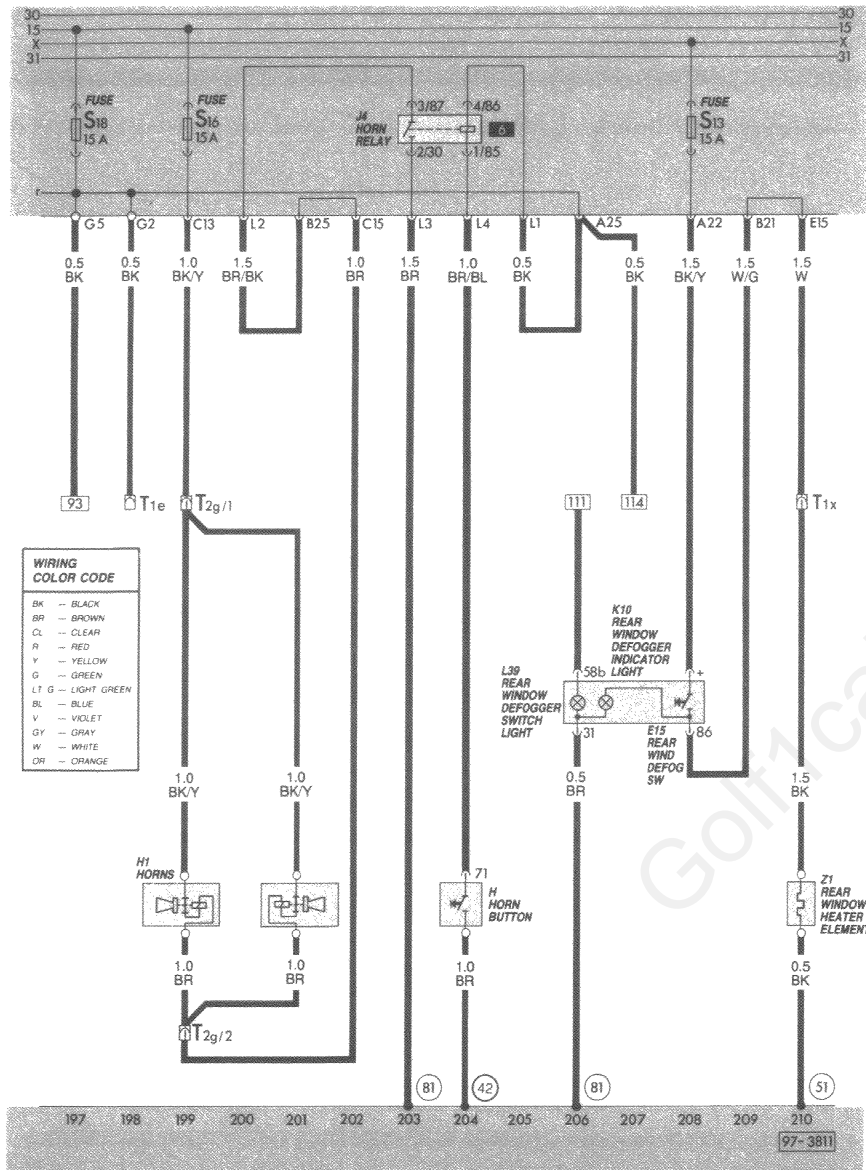 30 30
15 15
X X
31 31
FUSE
S18
15 A
FUSE
S16
15 A
J4
HORN
RELAY
3/87
4/86
6
2/30
1/85
FUSE
S13
15 A
r
G5 G2 C13 L2 B25 C15 L3 L4 L1 A25 A22 B21 E15
0.5 0.5 1.0 1.5 1.0 1.5 1.0 0.5 0.5 1.5 1.5 1.5
BK BK BK/Y BR/BK BR BR BR/BL BK BK BK/Y W/G W
93 T1e T2g/1 111 114 T1x
WIRING
COLOR CODE
BK — BLACK
BR — BROWN
CL — CLEAR
R — RED
Y — YELLOW
G — GREEN
LT G — LIGHT GREEN
BL — BLUE
V — VIOLET
GY — GRAY
W — WHITE
OR — ORANGE
K10
REAR
WINDOW
DEFOGGER
INDICATOR
LIGHT
L39
REAR
WINDOW
DEFOGGER
SWITCH
LIGHT
58b +
31 86
E15
REAR
WIND
DEFOG
SW
1.0 1.0 0.5 1.5
BK/Y BK/Y BR BK
H1
HORNS
71
H
HORN
BUTTON
Z1
REAR
WINDOW
HEATER
ELEMENT
1.0 1.0 1.0 0.5
BR BR BR BK
T2g/2
81 42 81 51
197 198 199 200 201 202 203 204 205 206 207 208 209 210
97-3811